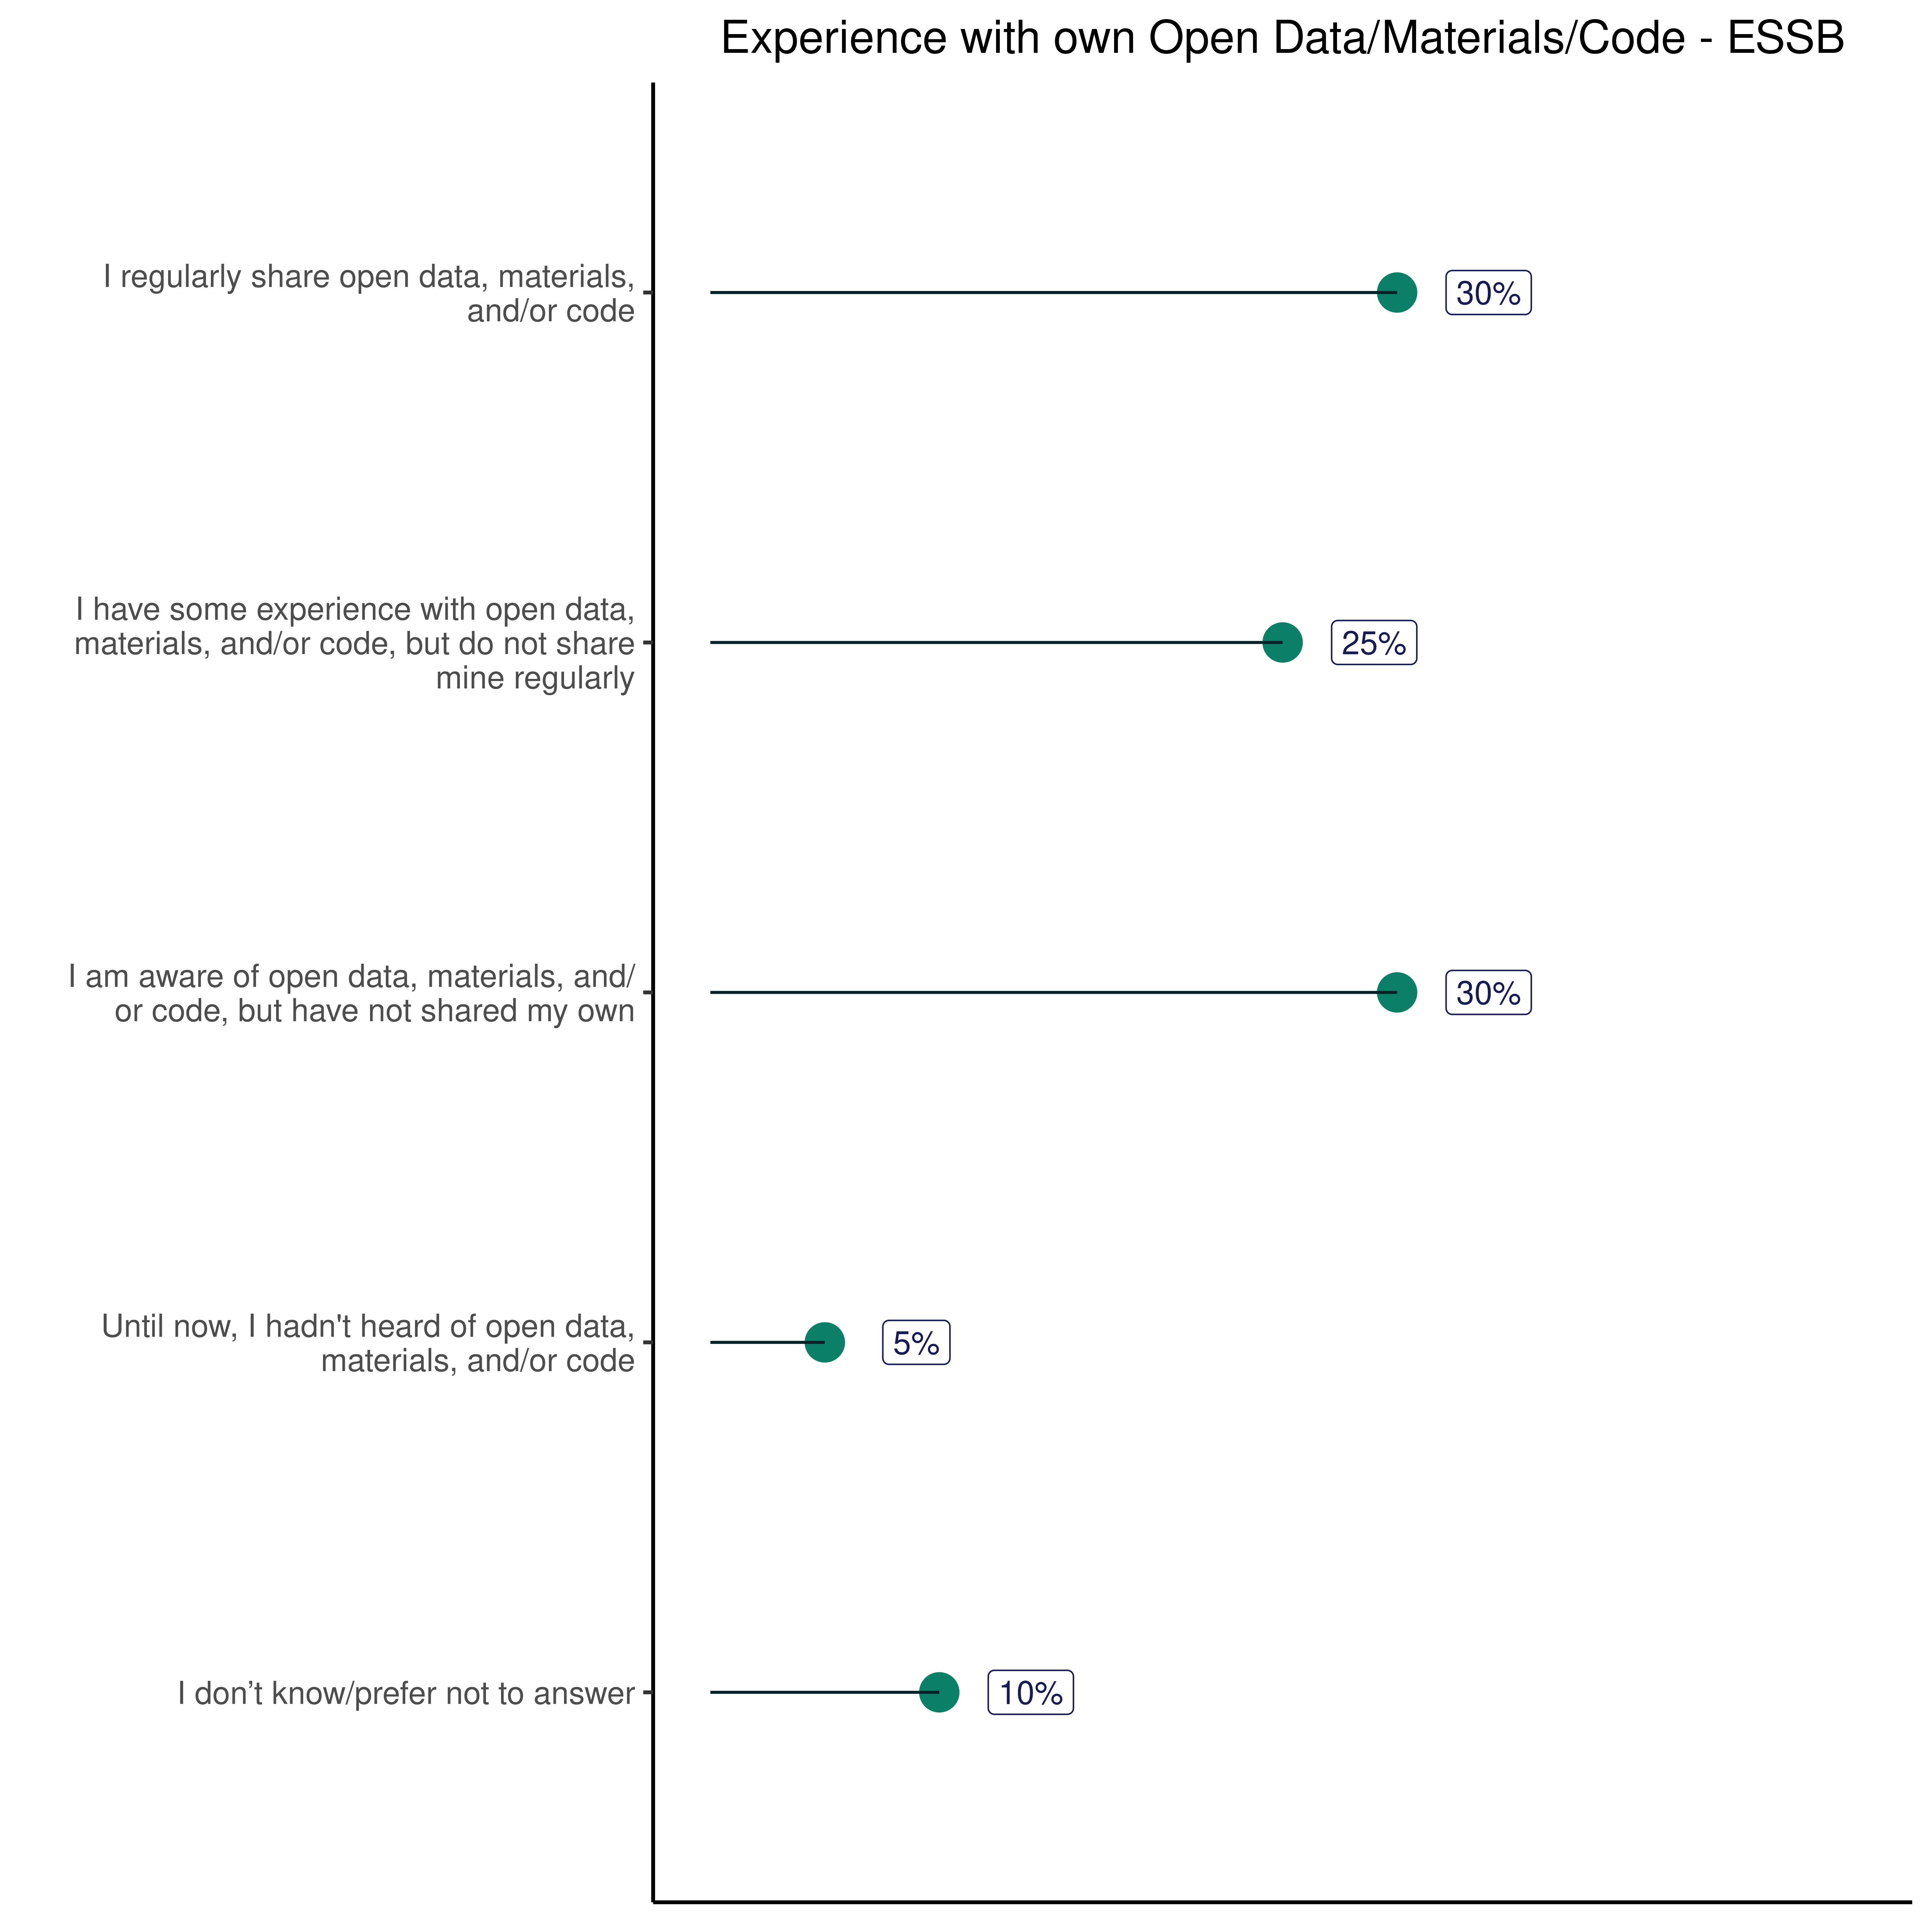 Experience with own Open Data/Materials/Code - ESSB
I regularly share open data, materials,
and/or code
30%
I have some experience with open data,
materials, and/or code, but do not share
mine regularly
25%
I am aware of open data, materials, and/
or code, but have not shared my own
30%
Until now, I hadn't heard of open data,
materials, and/or code
5%
I don’t know/prefer not to answer
10%